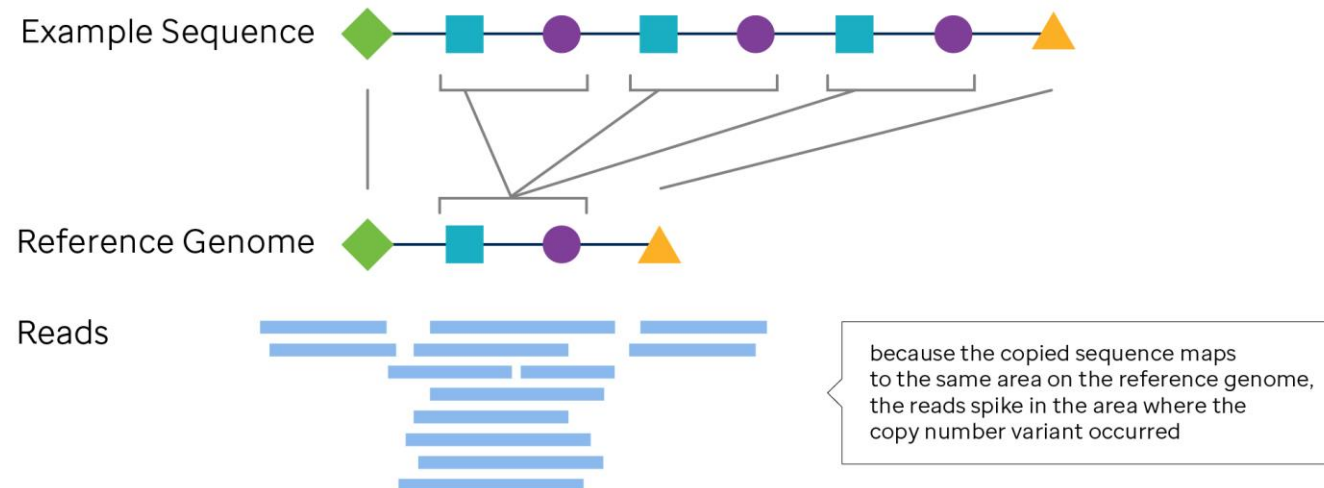 Example Sequence
Reference Genome
Reads
because the copied sequence maps
to the same area on the reference genome,
the reads spike in the area where the
copy number variant occurred